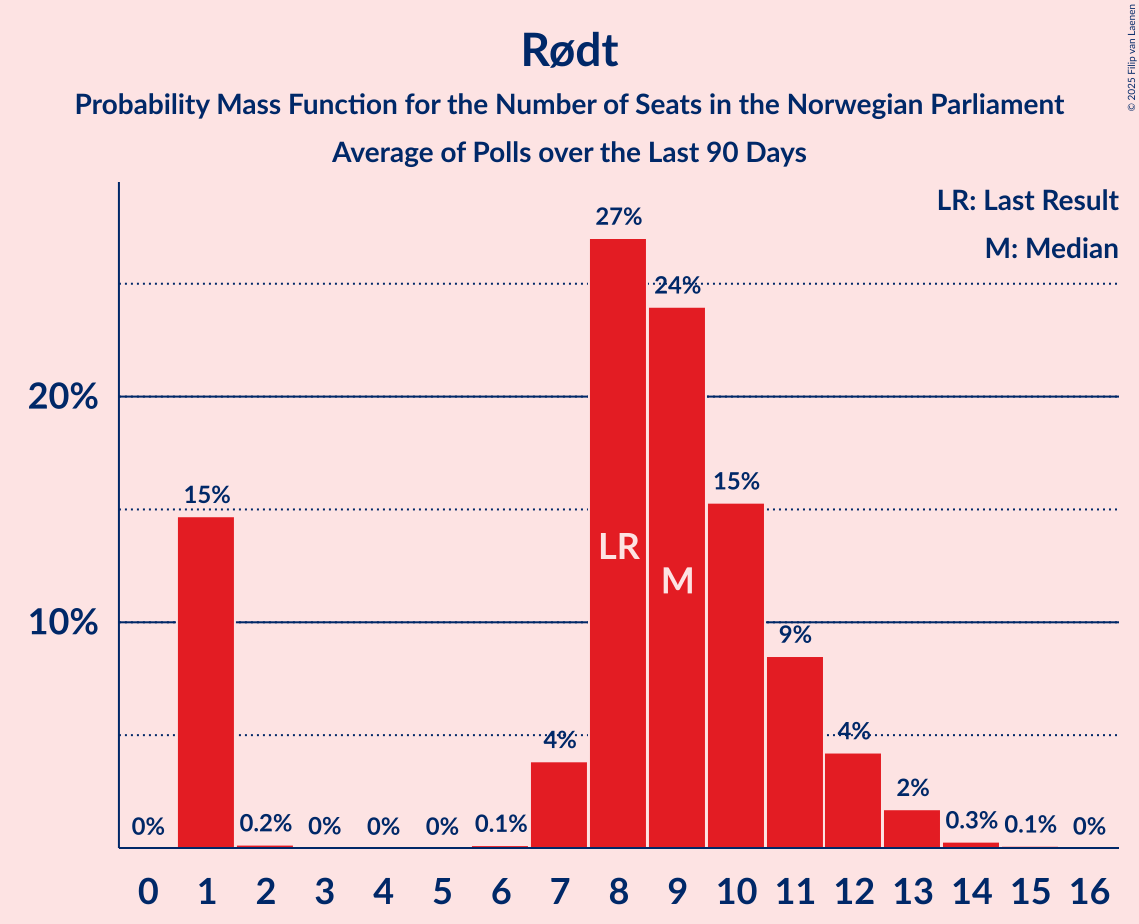 Rødt
Probability Mass Function for the Number of Seats in the Norwegian Parliament
Average of Polls over the Last 90 Days
© 2025 Filip van Laenen
LR: Last Result
M: Median
20%
10%
0%
15%
0.2%
0%
0%
0%
0.1%
4%
27%
24%
15%
9%
4%
2%
0.3%
0.1%
0%
LR
M
0 1 2 3 4 5 6 7 8 9 10 11 12 13 14 15 16